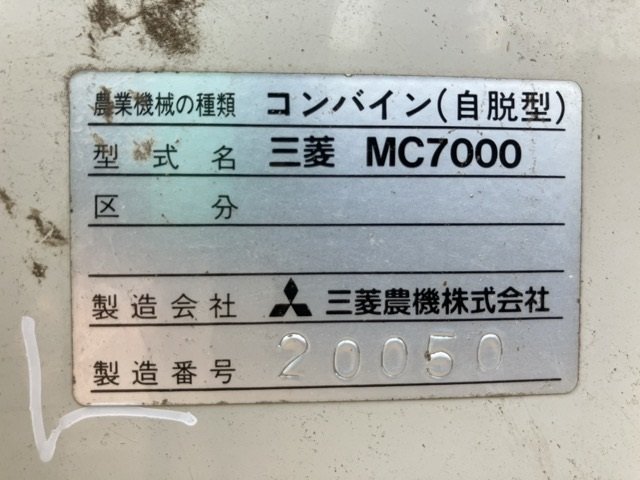 農業機械の種類 コンバイン(自脱型)
型式名 三菱 MC7000
区分
製造会社 三菱農機株式会社
製造番号 20050